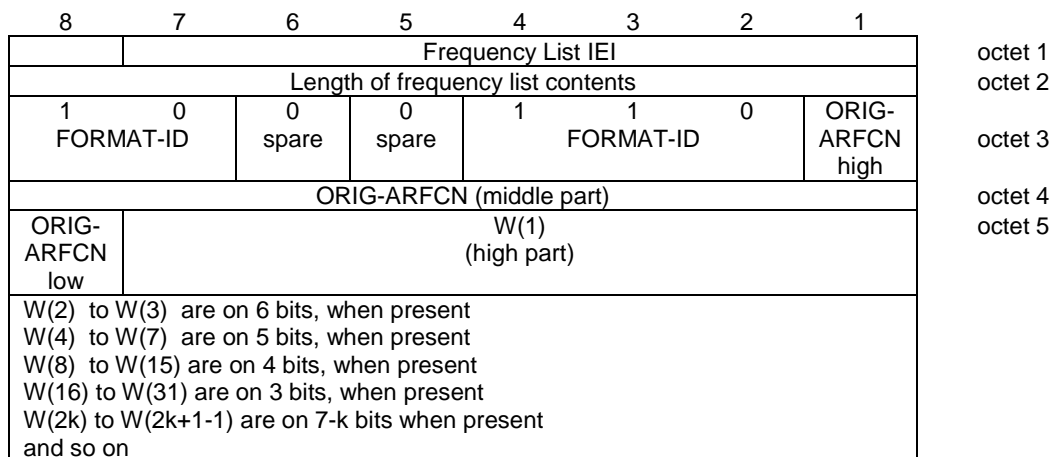 8 7 6 5 4 3 2 1
Frequency List IEI octet 1
Length of frequency list contents octet 2
1 0 0 0 1 1 0 ORIG-
FORMAT-ID spare spare FORMAT-ID ARFCN octet 3
high
ORIG-ARFCN (middle part) octet 4
ORIG- W(1) octet 5
ARFCN (high part)
low
W(2) to W(3) are on 6 bits, when present
W(4) to W(7) are on 5 bits, when present
W(8) to W(15) are on 4 bits, when present
W(16) to W(31) are on 3 bits, when present
W(2k) to W(2k+1-1) are on 7-k bits when present
and so on